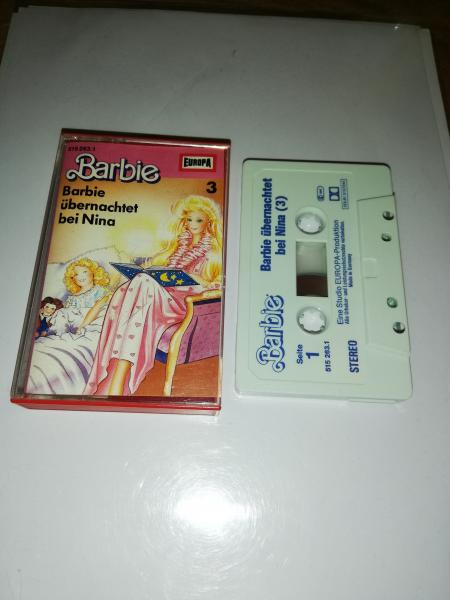 515 263.1
EUROPA
Barbie
3
Barbie
übernachtet
bei Nina
Barbie übernachtet
bei Nina (3)
Barbie
Seite
1
515 263.1
STEREO
Eine Studio EUROPA-Produktion
Made in Germany